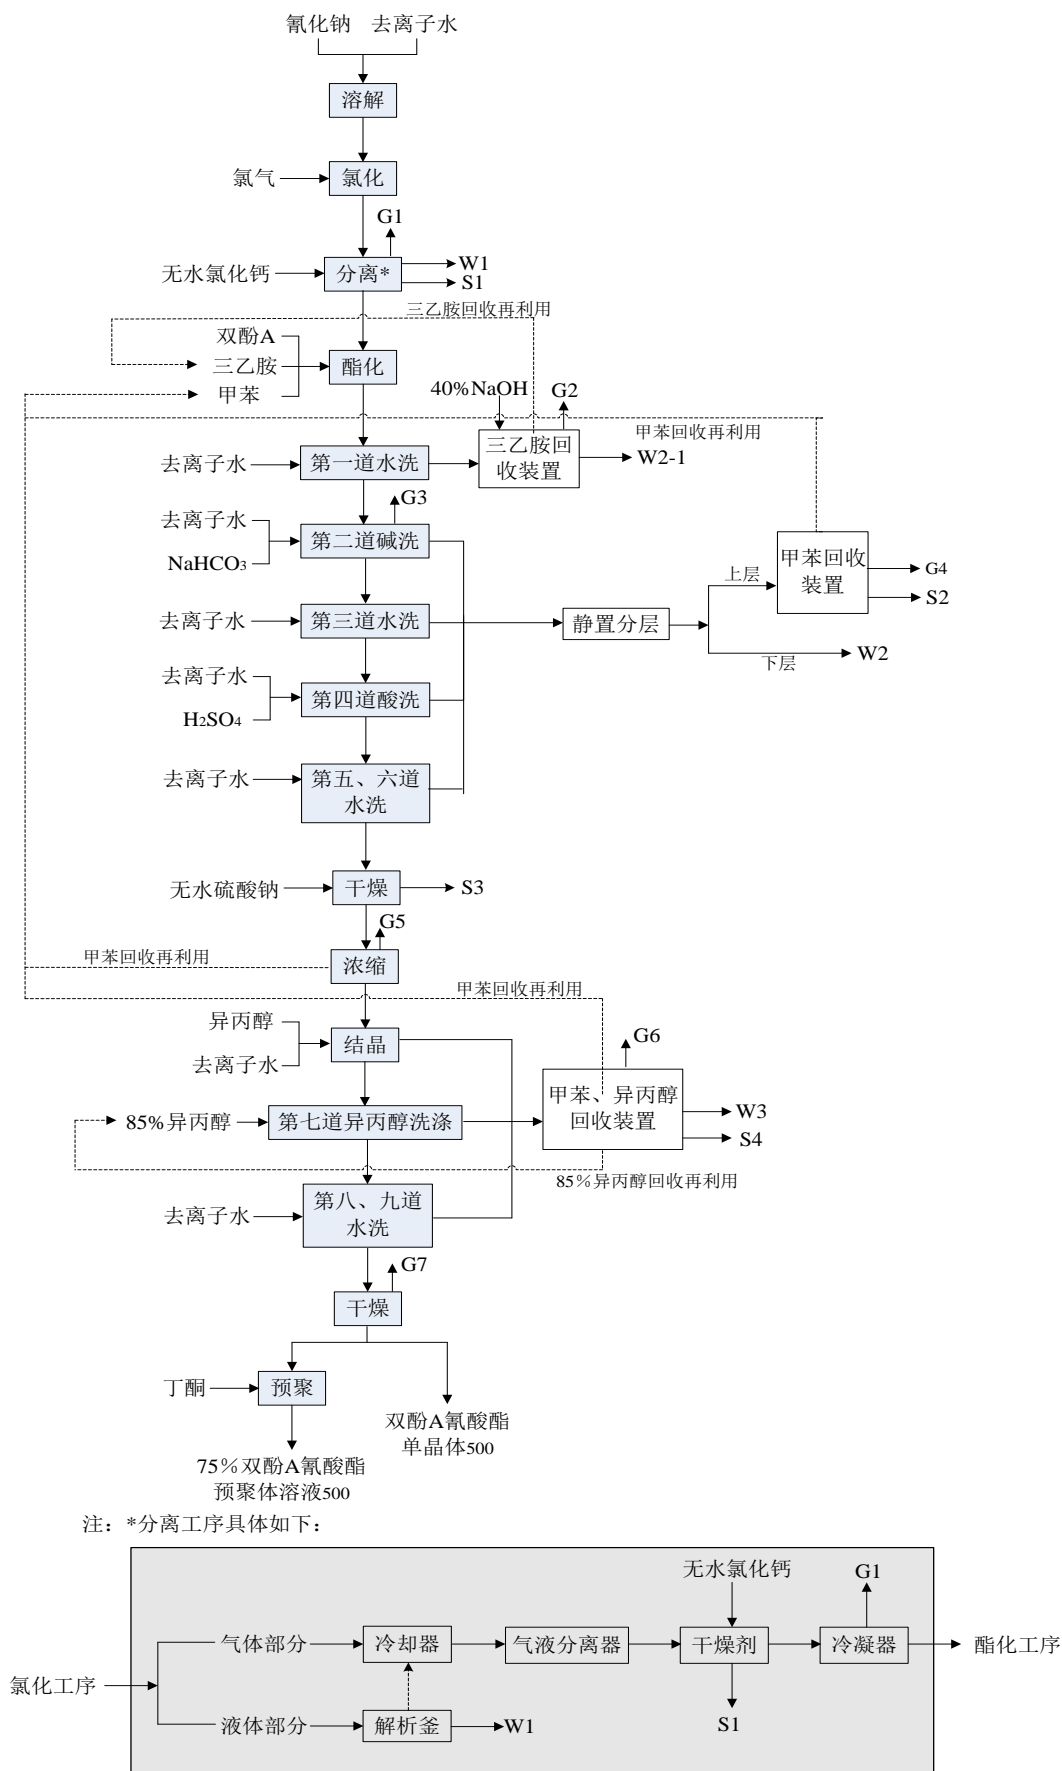 氰化钠 去离子水
溶解
氯气
氯化
G1
无水氯化钙
分离*
W1
S1
三乙胺回收再利用
双酚A
三乙胺
甲苯
酯化
40%NaOH
G2
甲苯回收再利用
去离子水
第一道水洗
三乙胺回
收装置
W2-1
G3
去离子水
NaHCO3
第二道碱洗
甲苯回收
装置
上层
G4
S2
去离子水
第三道水洗
静置分层
W2
下层
去离子水
H2SO4
第四道酸洗
去离子水
第五、六道
水洗
无水硫酸钠
干燥
S3
G5
甲苯回收再利用
浓缩
甲苯回收再利用
异丙醇
去离子水
结晶
G6
甲苯、异丙醇
回收装置
W3
S4
85%异丙醇
第七道异丙醇洗涤
85%异丙醇回收再利用
去离子水
第八、九道
水洗
G7
干燥
丁酮
预聚
双酚A氰酸酯
单晶体500
75%双酚A氰酸酯
预聚体溶液500
注：*分离工序具体如下：
无水氯化钙
G1
气体部分
冷却器
气液分离器
干燥剂
冷凝器
酯化工序
氯化工序
液体部分
解析釜
W1
S1